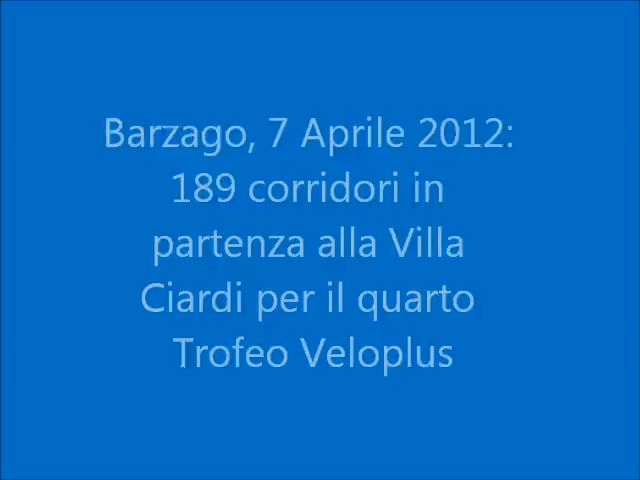 Barzago, 7 Aprile 2012:
189 corridori in
partenza alla Villa
Ciardi per il quarto
Trofeo Veloplus